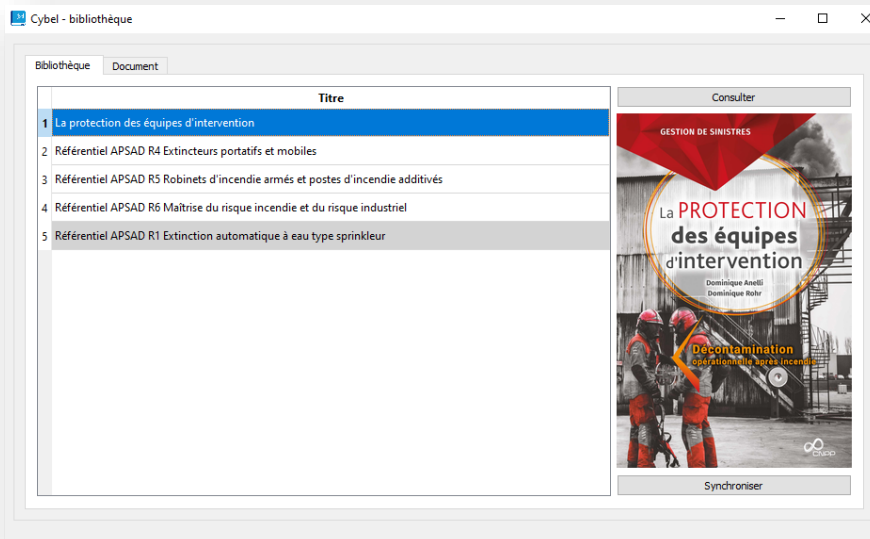 Cybel - bibliothèque
Bibliothèque
Document
Titre
1 La protection des équipes d'intervention
2 Référentiel APSAD R4 Extincteurs portatifs et mobiles
3 Référentiel APSAD R5 Robinets d'incendie armés et postes d'incendie additivés
4 Référentiel APSAD R6 Maîtrise du risque incendie et du risque industriel
5 Référentiel APSAD R1 Extinction automatique à eau type sprinkleur
Consulter
GESTION DE SINISTRES
La PROTECTION
des équipes
d'intervention
Dominique Anelli
Dominique Rohr
Décontamination
opérationnelle après incendie
CNPP
Synchroniser